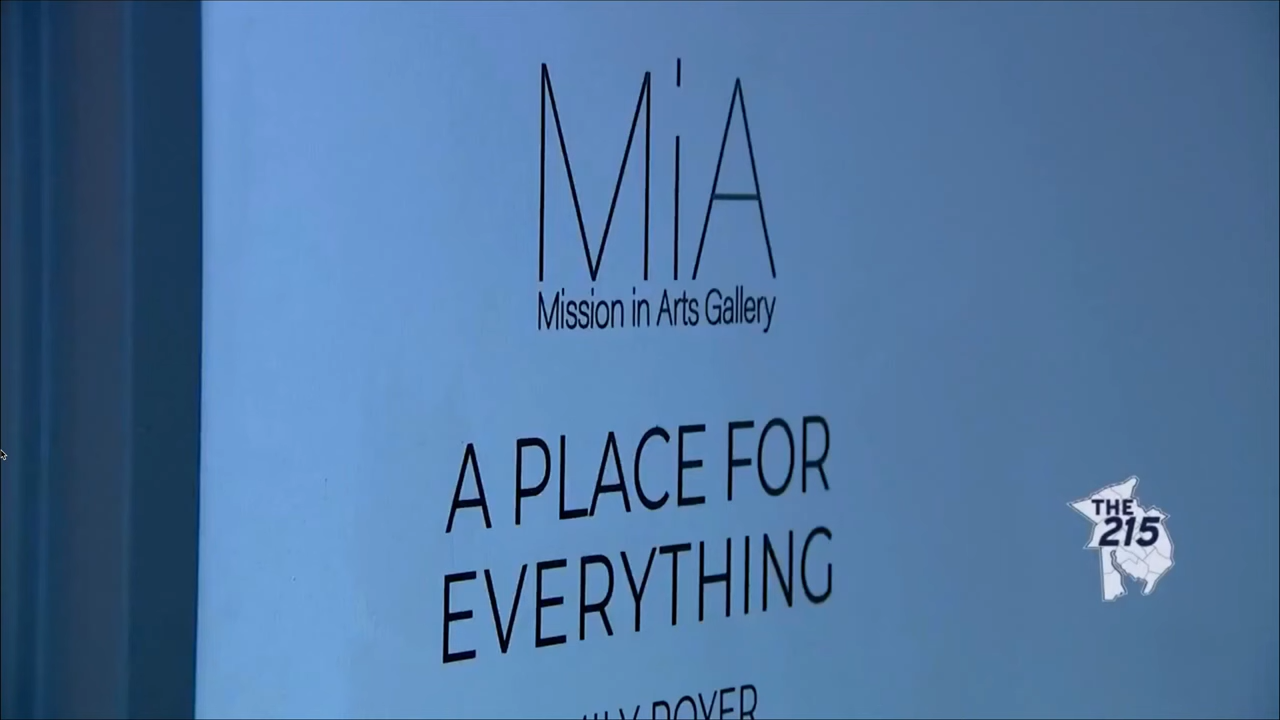 MiA
Mission in Arts Gallery
A PLACE FOR
EVERYTHING
THE
215